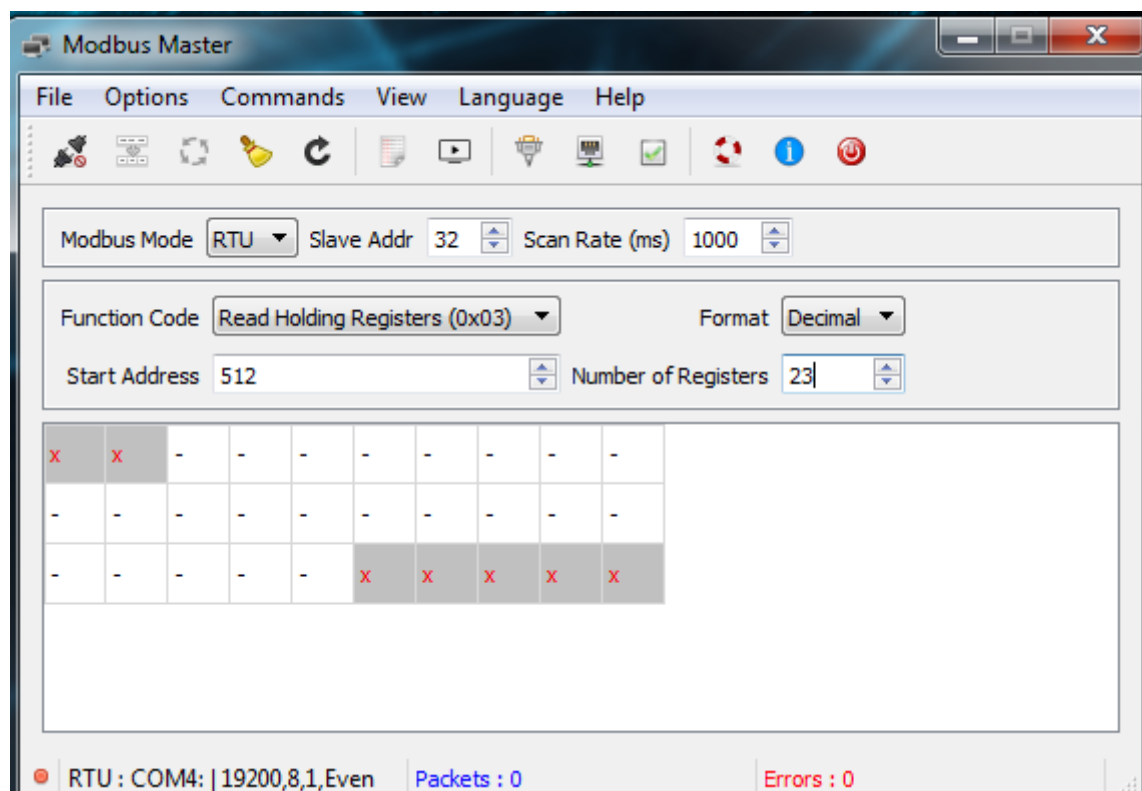 Modbus Master
File Options Commands View Language Help
Modbus Mode RTU Slave Addr 32 Scan Rate (ms) 1000
Function Code Read Holding Registers (0x03) Format Decimal
Start Address 512 Number of Registers 23
x x - - - - - - - -
- - - - - - - - - -
- - - - - x x x x x
RTU : COM4: | 19200,8,1,Even Packets : 0 Errors : 0